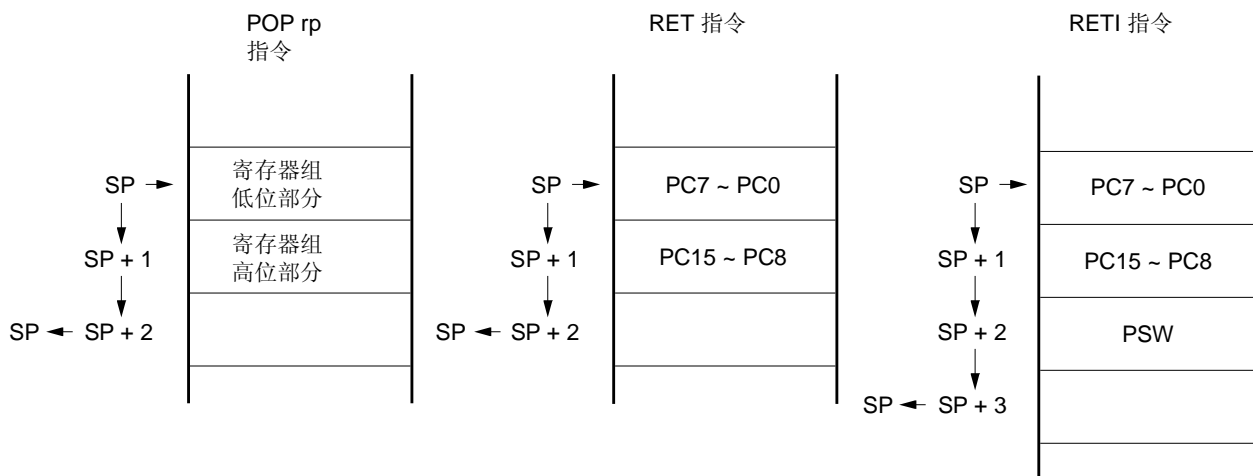 POP rp
指令
RET 指令
RETI 指令
SP
寄存器组
低位部分
SP + 1
寄存器组
高位部分
SP
SP + 2
SP
PC7 ~ PC0
SP + 1
PC15 ~ PC8
SP
SP + 2
SP
PC7 ~ PC0
SP + 1
PC15 ~ PC8
SP + 2
PSW
SP
SP + 3